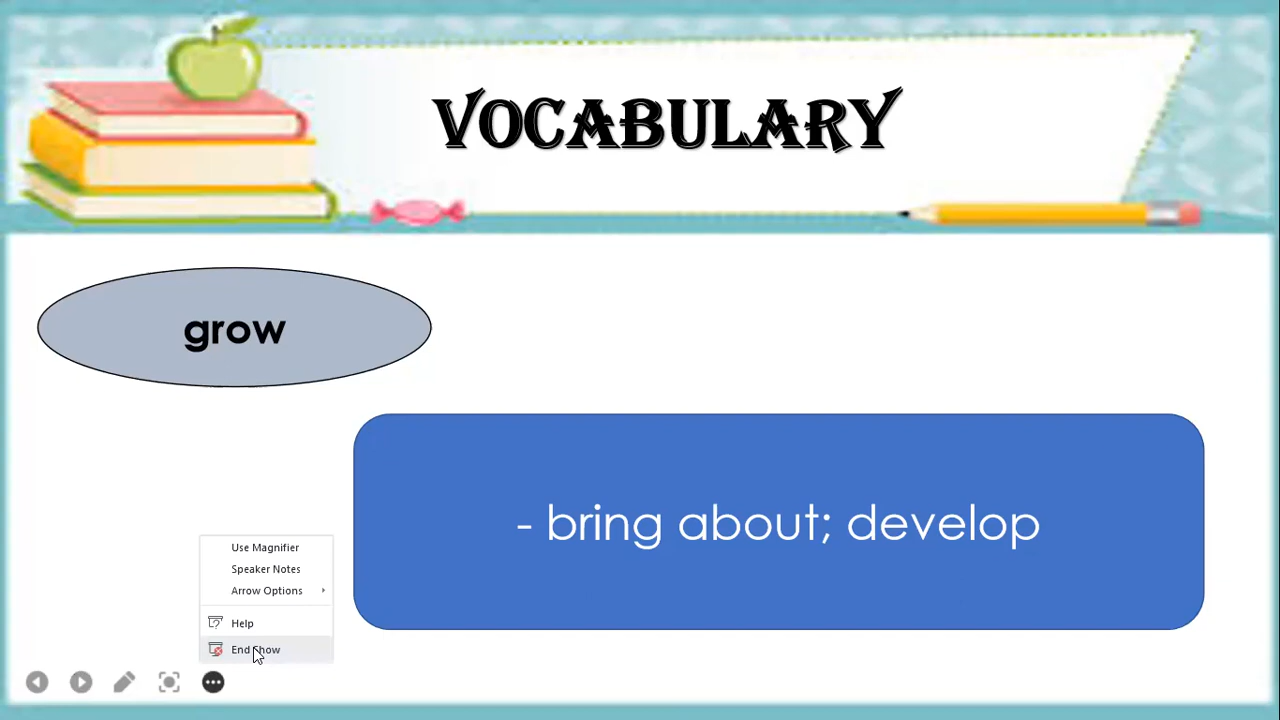 VOCABULARY
grow
- bring about; develop
Use Magnifier
Speaker Notes
Arrow Options
Help
End Show